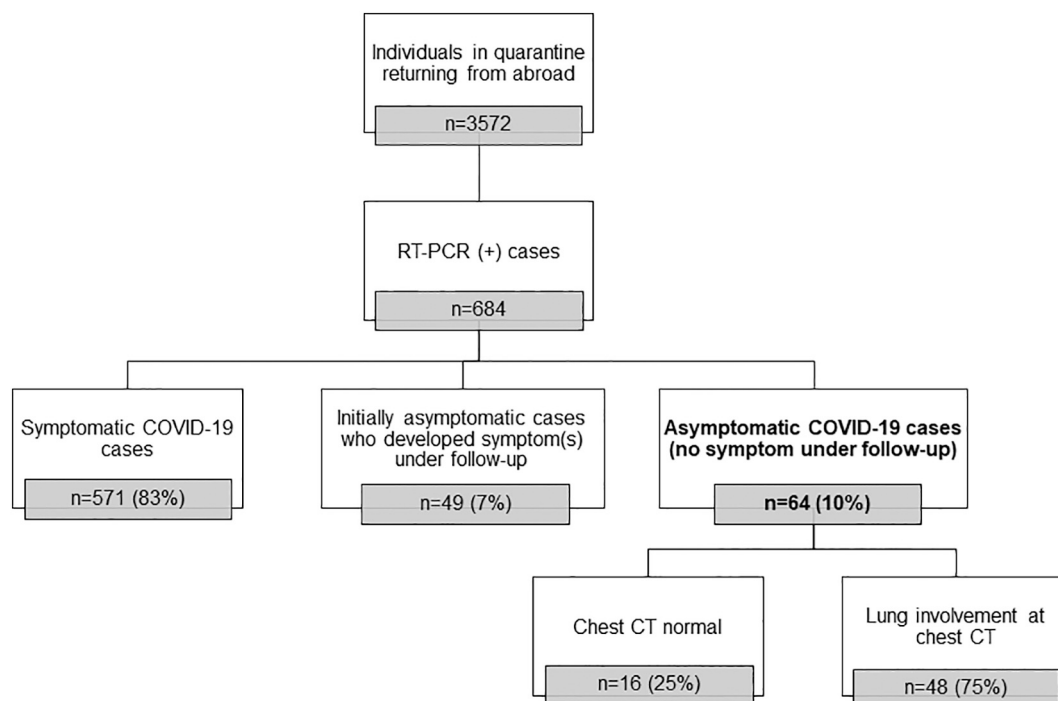 Individuals in quarantine
returning from abroad
n=3572
RT-PCR (+) cases
n=684
Symptomatic COVID-19
cases
n=571 (83%)
Initially asymptomatic cases
who developed symptom(s)
under follow-up
n=49 (7%)
Asymptomatic COVID-19 cases
(no symptom under follow-up)
n=64 (10%)
Chest CT normal
n=16 (25%)
Lung involvement at
chest CT
n=48 (75%)